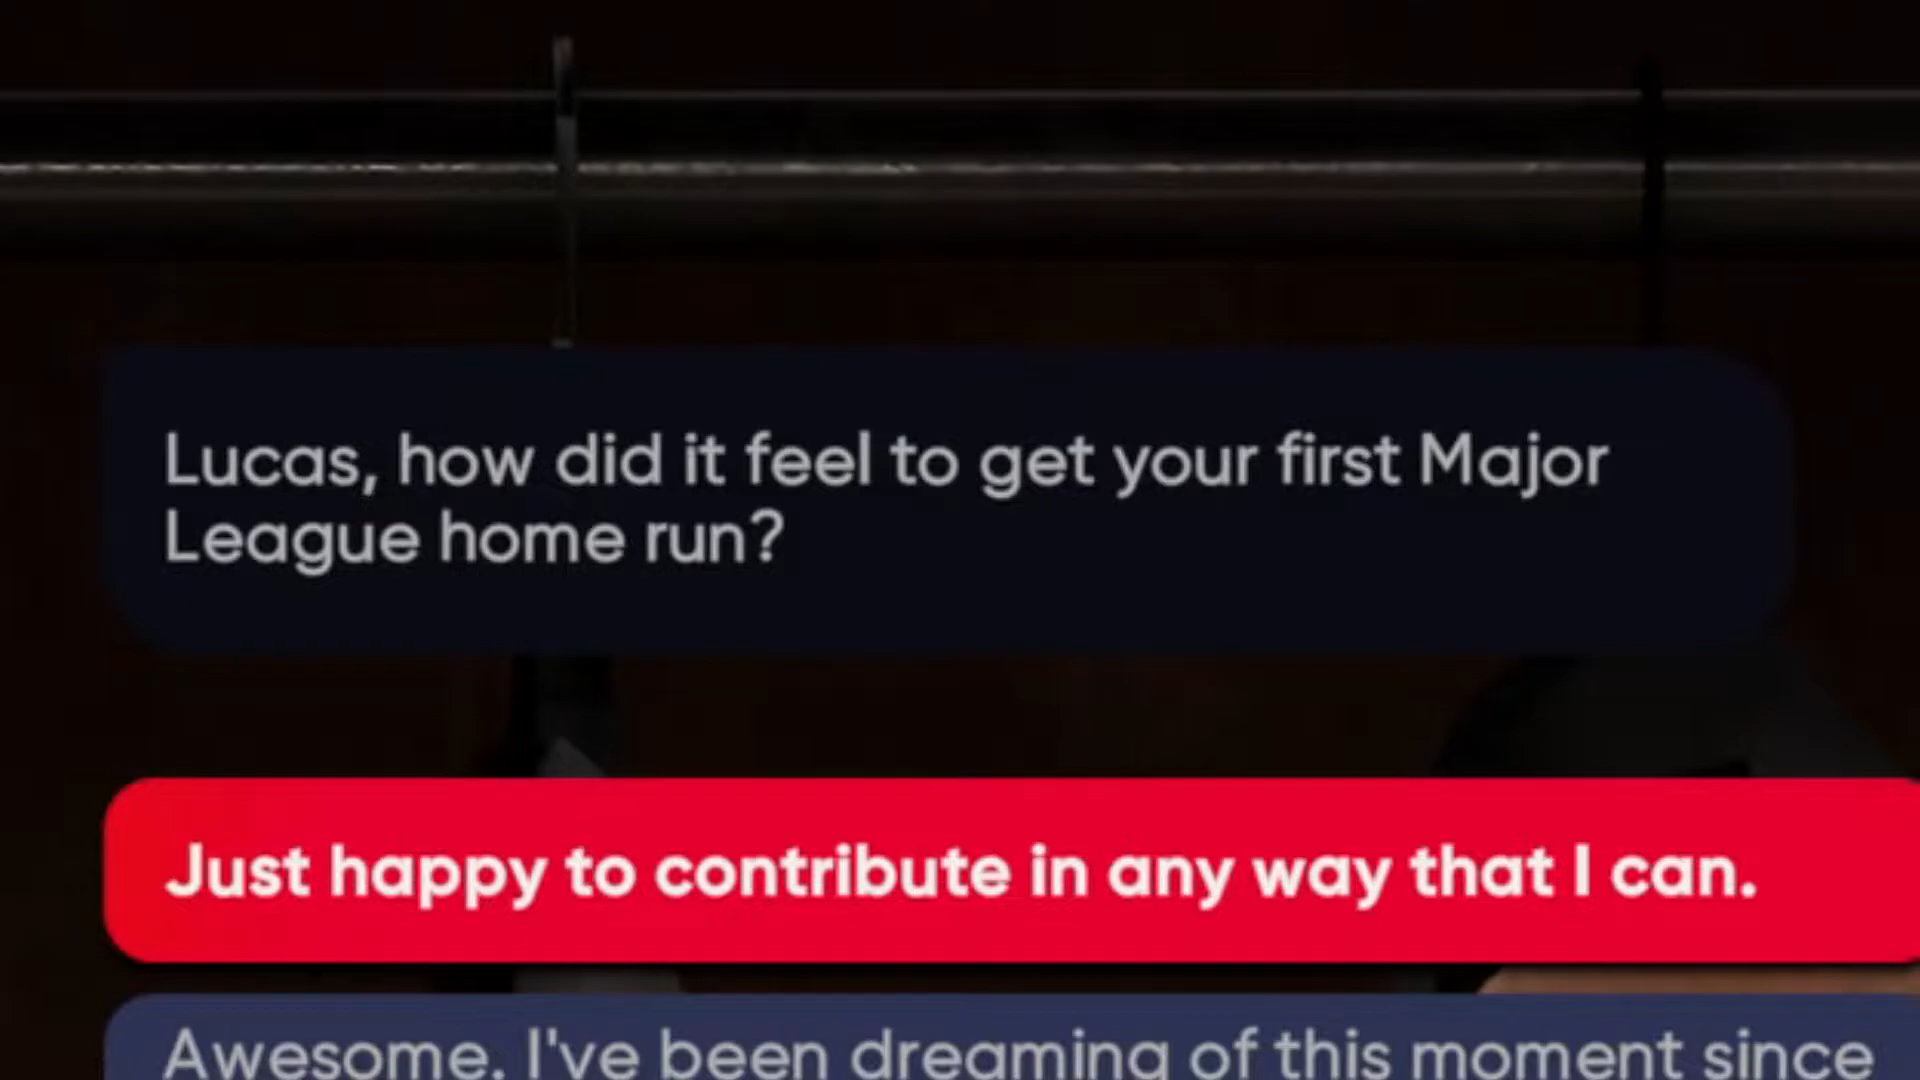 Lucas, how did it feel to get your first Major
League home run?
Just happy to contribute in any way that I can.
Awesome. I've been dreaming of this moment since